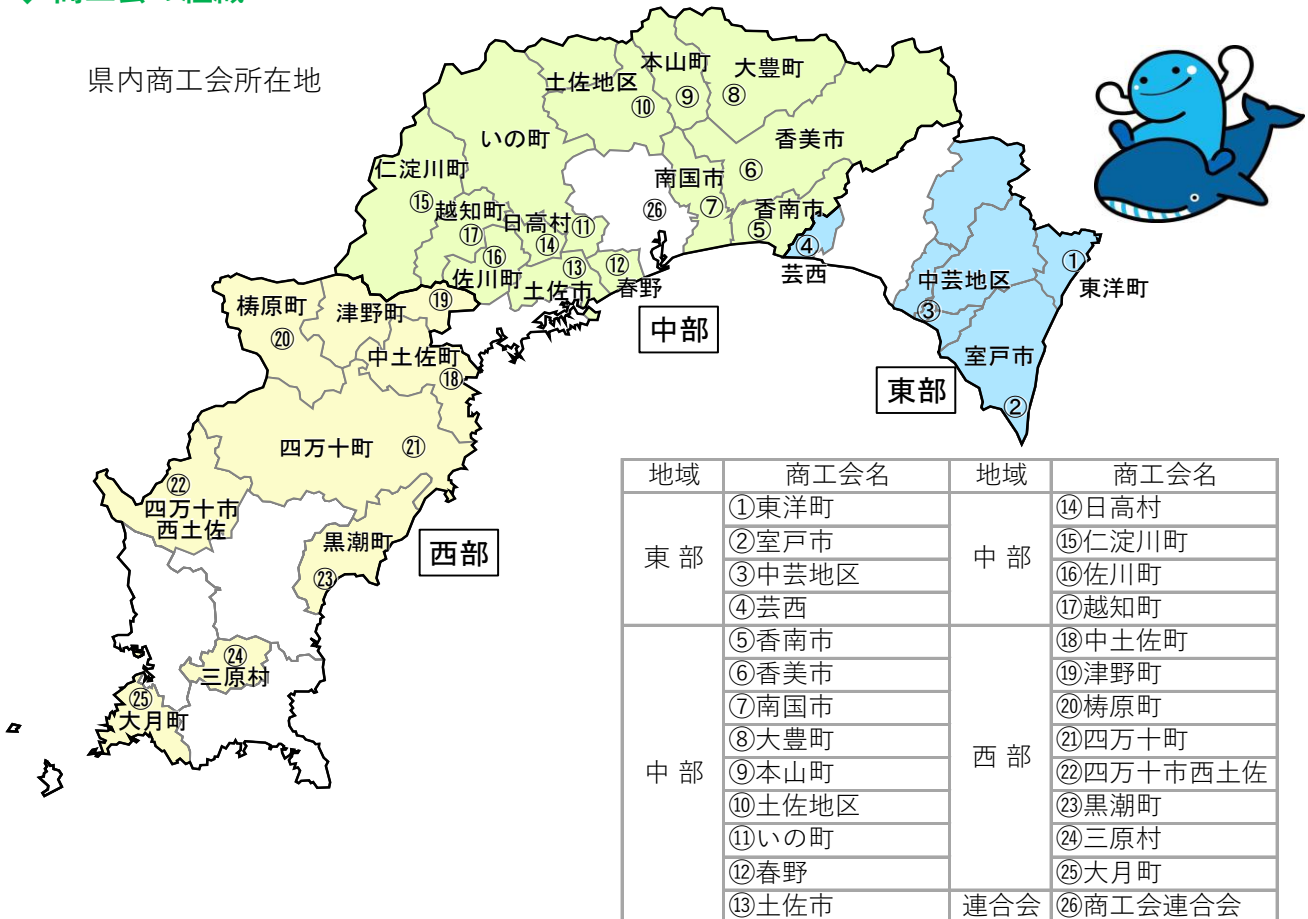 県内商工会所在地
本山町
⑨
大豊町
⑧
土佐地区
⑩
いの町
香美市
⑥
仁淀川町
⑮
南国市
⑦
越知町
⑰
日高村
⑭
⑪
㉖
香南市
⑤
④
芸西
⑯
佐川町
⑬
土佐市
⑫
春野
中部
中芸地区
③
①
東洋町
室戸市
②
東部
梼原町
⑳
津野町
⑲
中土佐町
⑱
四万十町
㉑
㉒
四万十市
西土佐
黒潮町
㉓
西部
㉔
三原村
㉕
大月町
地域 商工会名 地域 商工会名
東 部 ①東洋町 中 部 ⑭日高村
②室戸市 ⑮仁淀川町
③中芸地区 ⑯佐川町
④芸西 ⑰越知町
中 部 ⑤香南市 西 部 ⑱中土佐町
⑥香美市 ⑲津野町
⑦南国市 ⑳梼原町
⑧大豊町 ㉑四万十町
⑨本山町 ㉒四万十市西土佐
⑩土佐地区 ㉓黒潮町
⑪いの町 ㉔三原村
⑫春野 ㉕大月町
⑬土佐市 連合会 ㉖商工会連合会